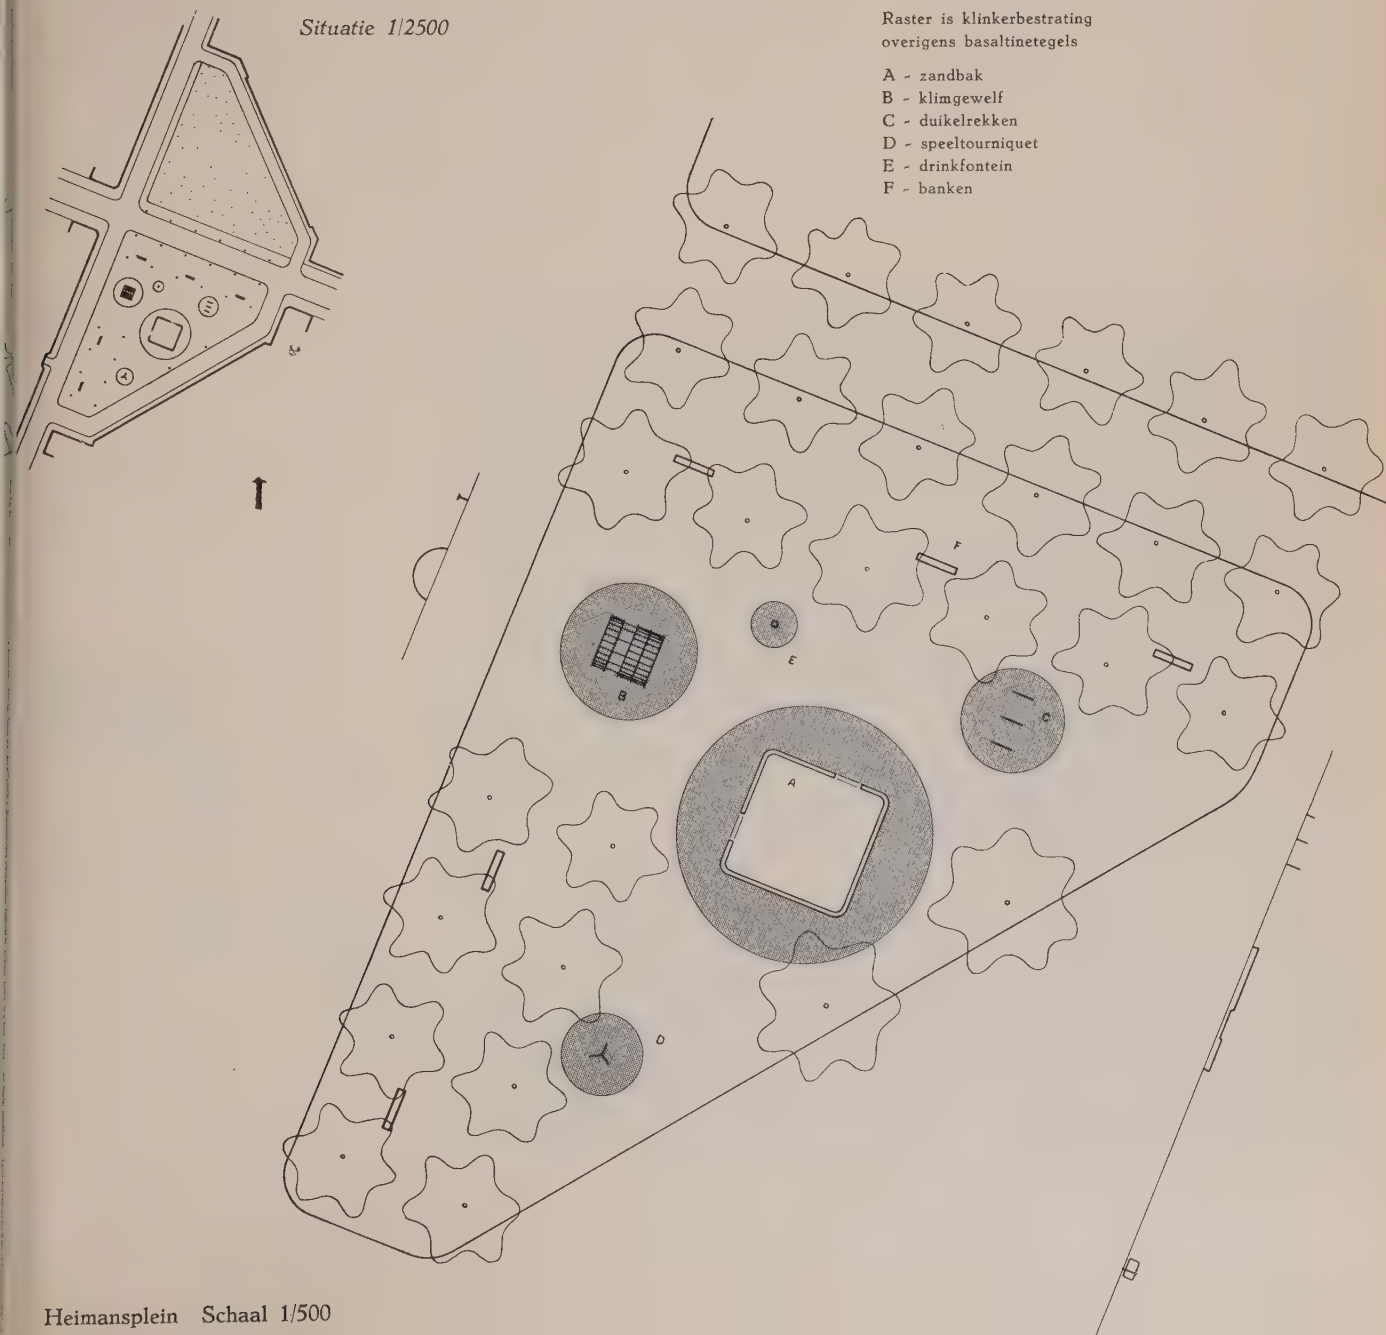 Situatie 1/2500
Raster is klinkerbestrating
overigens basaltinetegels
A - zandbak
B - klimgewelf
C - duikelrekken
D - speeltourniquet
E - drinkfontein
F - banken
F
E
B
C
A
D
Heimansplein Schaal 1/500